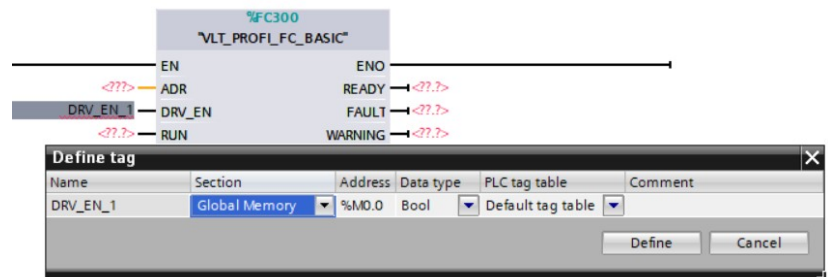 %FC300
"VLT_PROFI_FC_BASIC"
EN ENO
<???> ADR READY <??.?>
DRV_EN_1 DRV_EN FAULT <??.?>
<??.?> RUN WARNING <??.?>
Define tag
Name Section Address Data type PLC tag table Comment
DRV_EN_1 Global Memory %M0.0 Bool Default tag table
Define Cancel